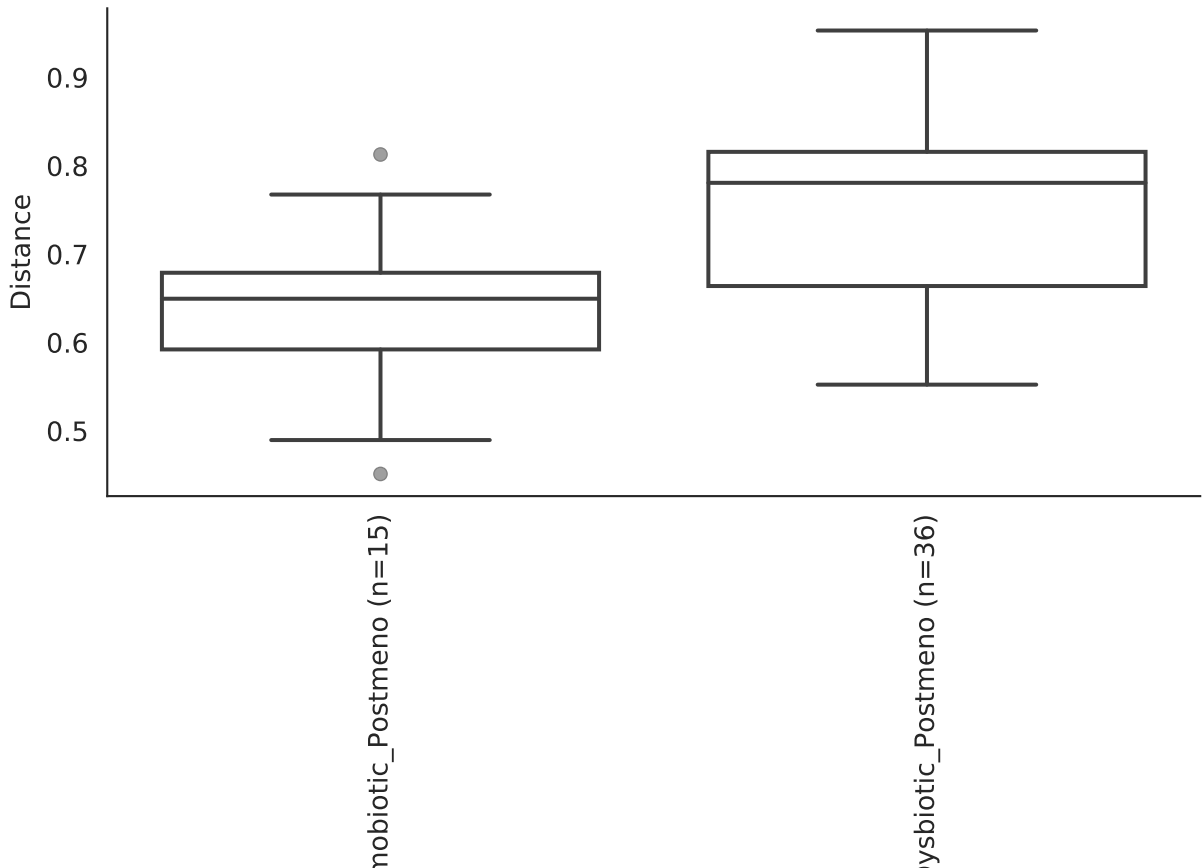 Distance
0.9
0.8
0.7
0.6
0.5
mobiotic_Postmeno (n=15)
ysbiotic_Postmeno (n=36)